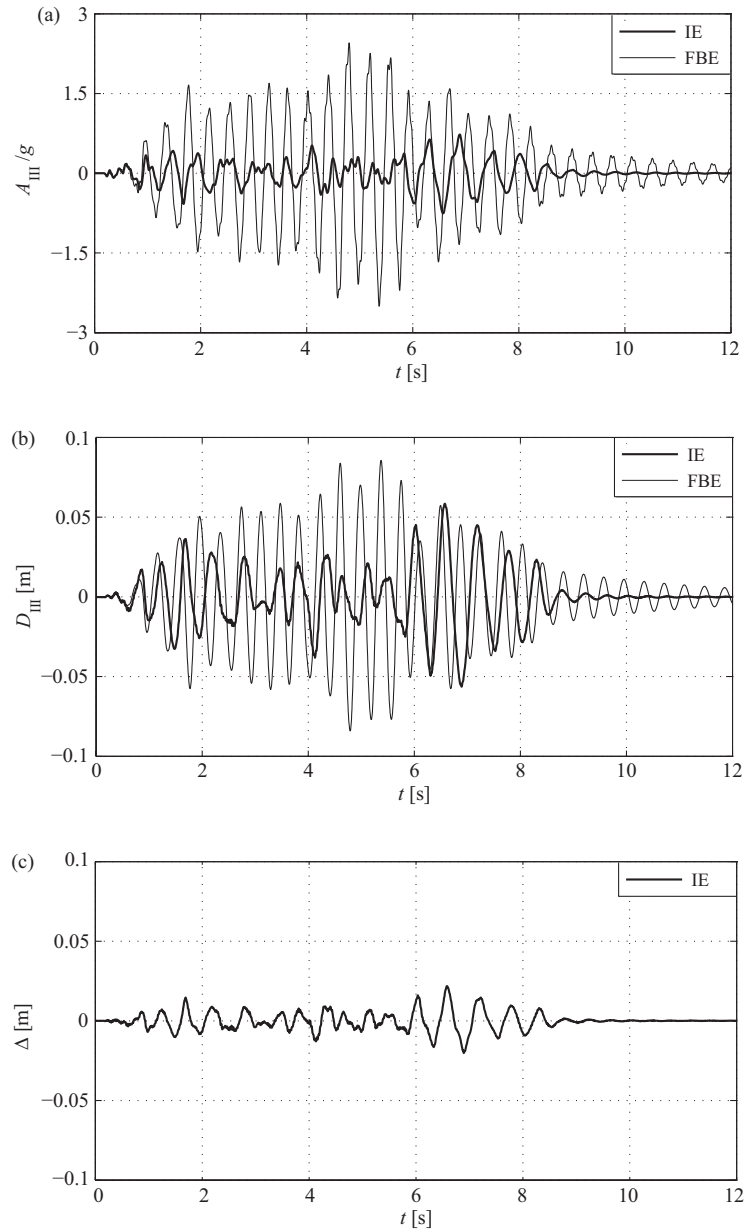 (a)
3
1.5
0
−1.5
−3
A_III /g
IE
FBE
0 2 4 6 8 10 12
t [s]
(b)
0.1
0.05
0
−0.05
−0.1
D_III [m]
IE
FBE
0 2 4 6 8 10 12
t [s]
(c)
0.1
0.05
0
−0.05
−0.1
Δ [m]
IE
0 2 4 6 8 10 12
t [s]